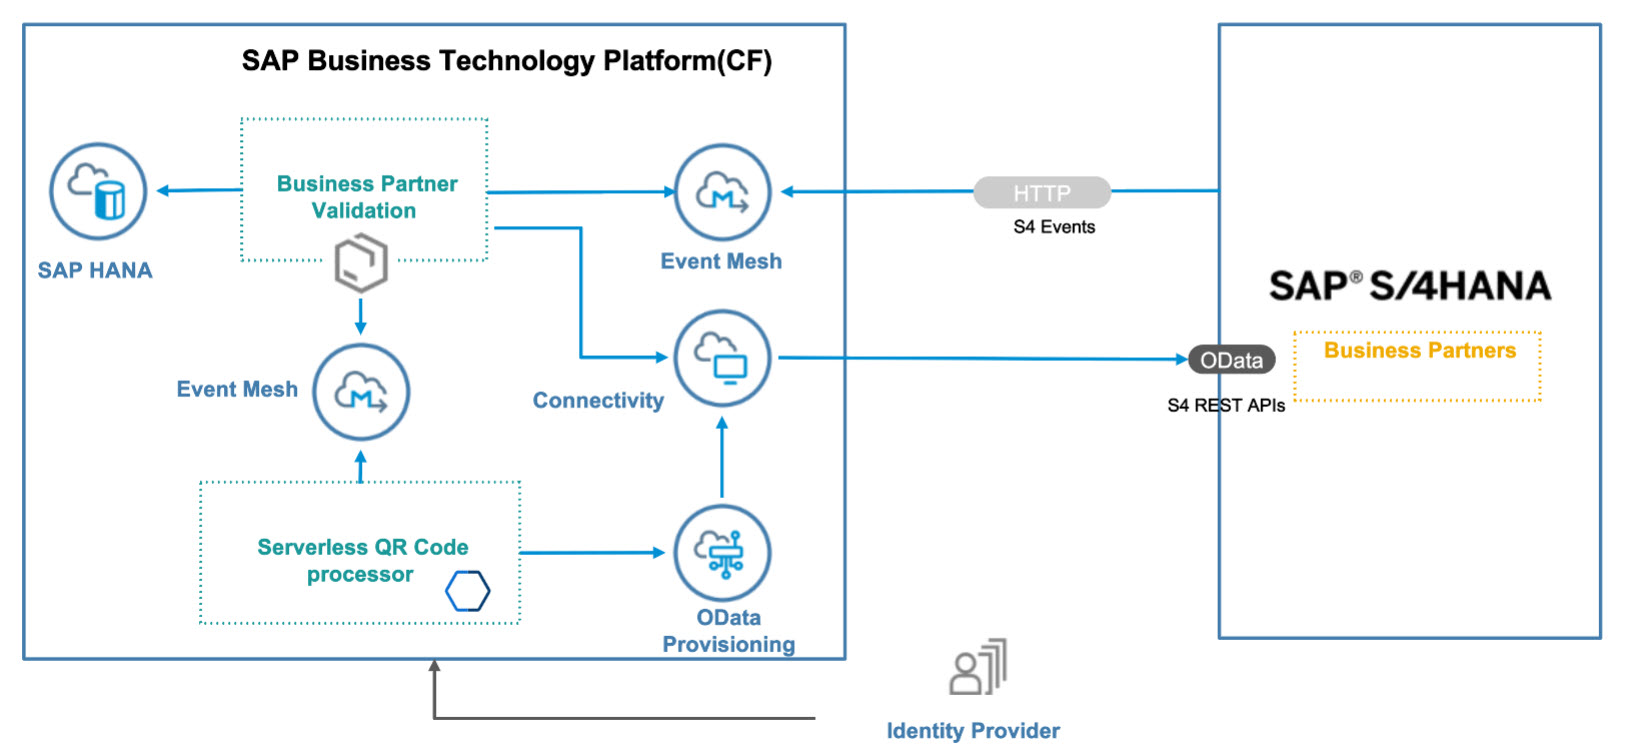 SAP Business Technology Platform(CF)
Business Partner
Validation
SAP HANA
Event Mesh
HTTP
S4 Events
SAP® S/4HANA
Business Partners
OData
S4 REST APIs
Event Mesh
Connectivity
Serverless QR Code
processor
OData
Provisioning
Identity Provider